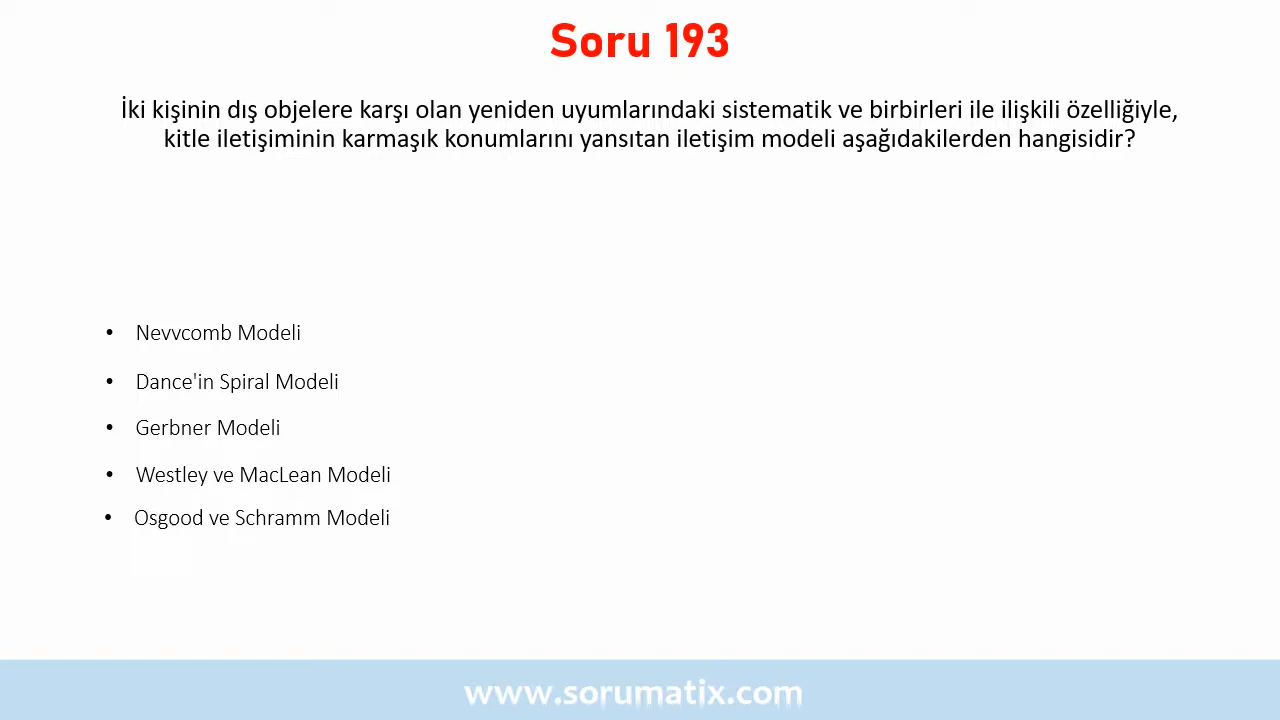 Soru 193
İki kişinin dış objelere karşı olan yeniden uyumlarındaki sistematik ve birbirleri ile ilişkili özelliğiyle,
kitle iletişiminin karmaşık konumlarını yansıtan iletişim modeli aşağıdakilerden hangisidir?
• Nevvcomb Modeli
• Dance'in Spiral Modeli
• Gerbner Modeli
• Westley ve MacLean Modeli
• Osgood ve Schramm Modeli
www.sorumatix.com